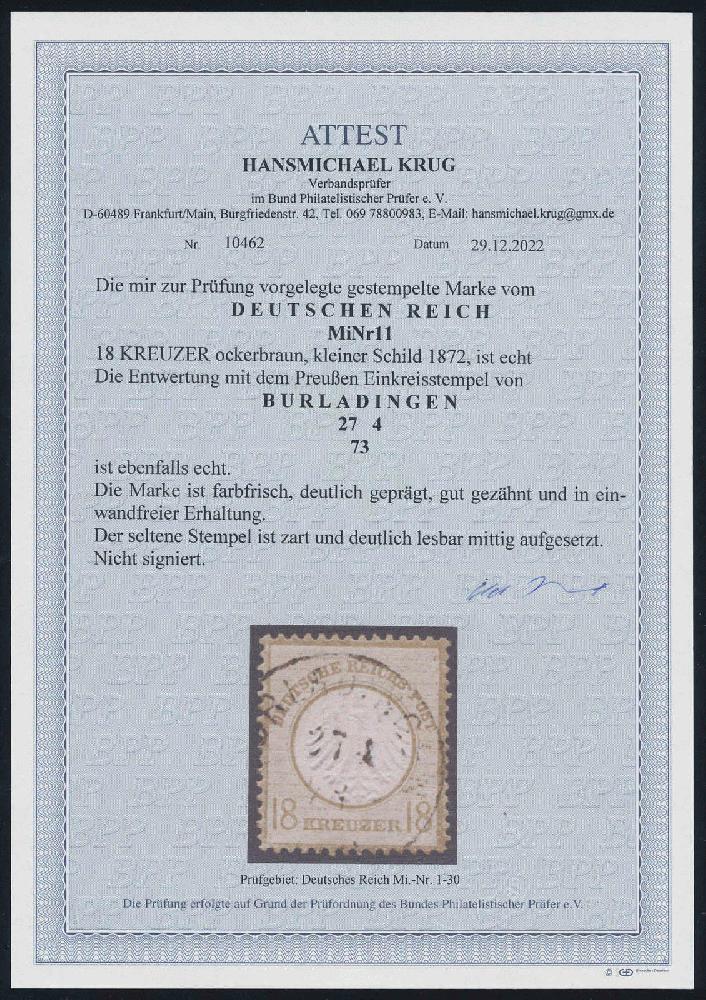 ATTEST
HANSMICHAEL KRUG
Verbandsprüfer
im Bund Philatelistischer Prüfer e. V.
D-60489 Frankfurt/Main, Burgfriedenstr. 42, Tel. 069 78800983, E-Mail: hansmichael.krug@gmx.de
Nr. 10462 Datum 29.12.2022
Die mir zur Prüfung vorgelegte gestempelte Marke vom
DEUTSCHEN REICH
MiNr11
18 KREUZER ockerbraun, kleiner Schild 1872, ist echt
Die Entwertung mit dem Preußen Einkreisstempel von
BURLADINGEN
27 4
73
ist ebenfalls echt.
Die Marke ist farbfrisch, deutlich geprägt, gut gezähnt und in ein-
wandfreier Erhaltung.
Der seltene Stempel ist zart und deutlich lesbar mittig aufgesetzt.
Nicht signiert.
DEUTSCHE REICHS-POST
27 4
18 KREUZER 18
Prüfgebiet: Deutsches Reich Mi.-Nr. 1-30
Die Prüfung erfolgte auf Grund der Prüfordnung des Bundes Philatelistischer Prüfer e.V.